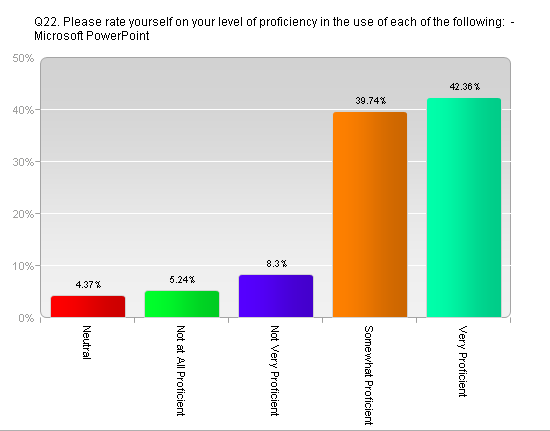 Q22. Please rate yourself on your level of proficiency in the use of each of the following:  -
Microsoft PowerPoint
50%
40%
30%
20%
10%
0%
4.37%
5.24%
8.3%
39.74%
42.36%
Neutral
Not at All Proficient
Not Very Proficient
Somewhat Proficient
Very Proficient